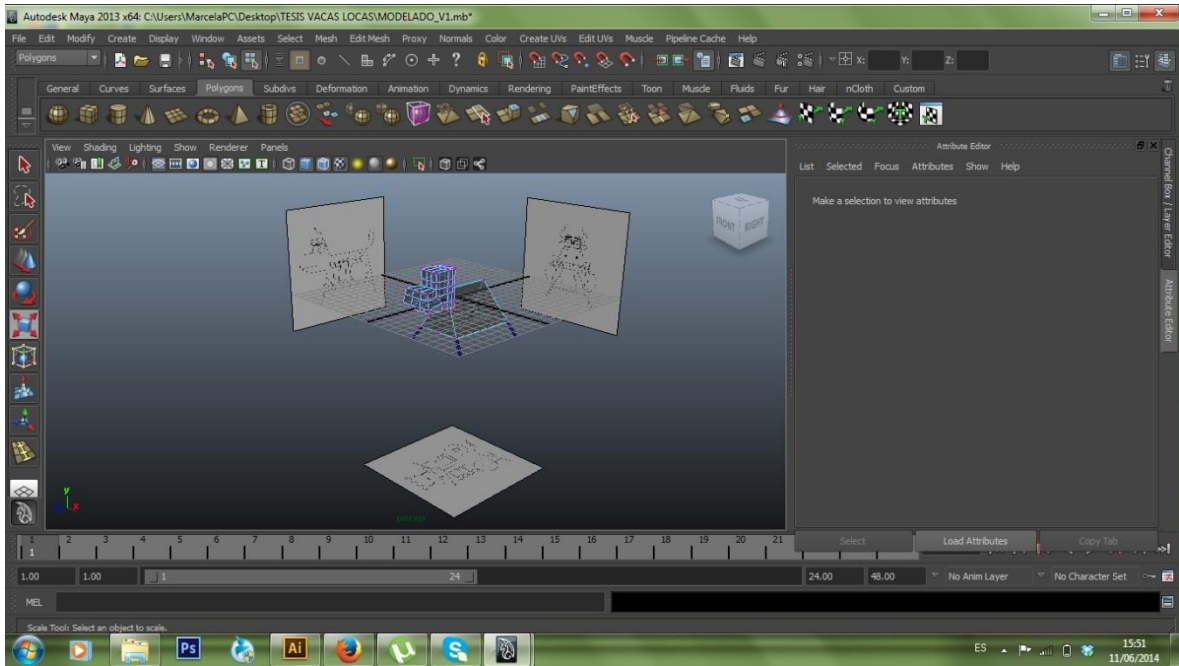 Autodesk Maya 2013 x64: C:\Users\MarcelaPC\Desktop\TESIS VACAS LOCAS\MODELADO_V1.mb*
File Edit Modify Create Display Window Assets Select Mesh Edit Mesh Proxy Normals Color Create UVs Edit UVs Muscle Pipeline Cache Help
Polygons X: Y: Z:
General Curves Surfaces Polygons Subdivs Deformation Animation Dynamics Rendering PaintEffects Toon Muscle Fluids Fur Hair nCloth Custom
View Shading Lighting Show Renderer Panels
Attribute Editor
List Selected Focus Attributes Show Help
Make a selection to view attributes
Channel Box / Layer Editor
Attribute Editor
FRONT RIGHT
y
x
persp
Select Load Attributes Copy Tab
1 2 3 4 5 6 7 8 9 10 11 12 13 14 15 16 17 18 19 20 21
1
1.00 1.00 1 24 24.00 48.00 No Anim Layer No Character Set
MEL
Scale Tool: Select an object to scale.
Ps Ai S ES 15:51
11/06/2014